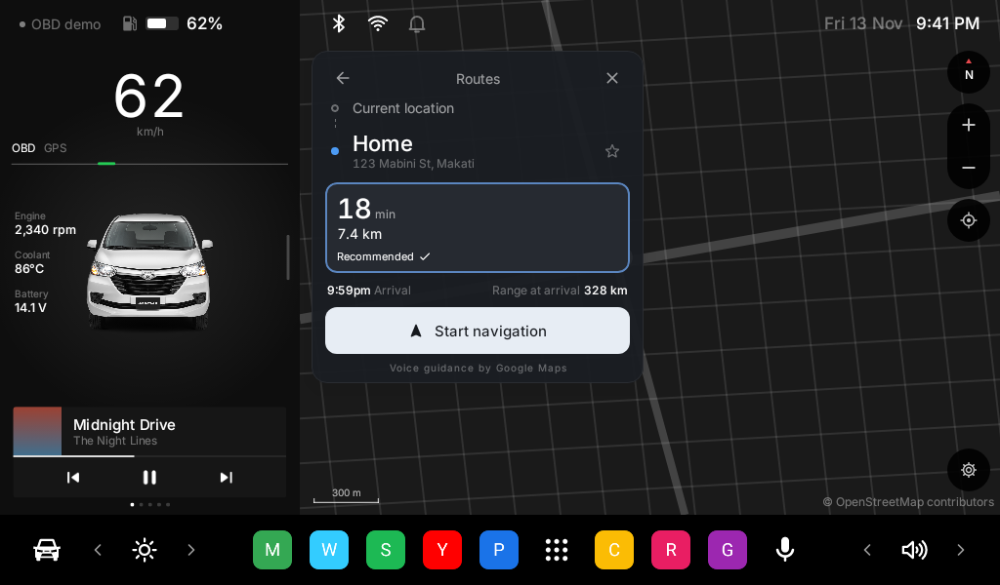 OBD demo
62%
Fri 13 Nov 9:41 PM
62
km/h
OBD GPS
Engine
2,340 rpm
Coolant
86°C
Battery
14.1 V
Midnight Drive
The Night Lines
Routes
Current location
Home
123 Mabini St, Makati
18 min
7.4 km
Recommended
9:59pm Arrival Range at arrival 328 km
Start navigation
Voice guidance by Google Maps
N
+
−
300 m
© OpenStreetMap contributors
M W S Y P C R G